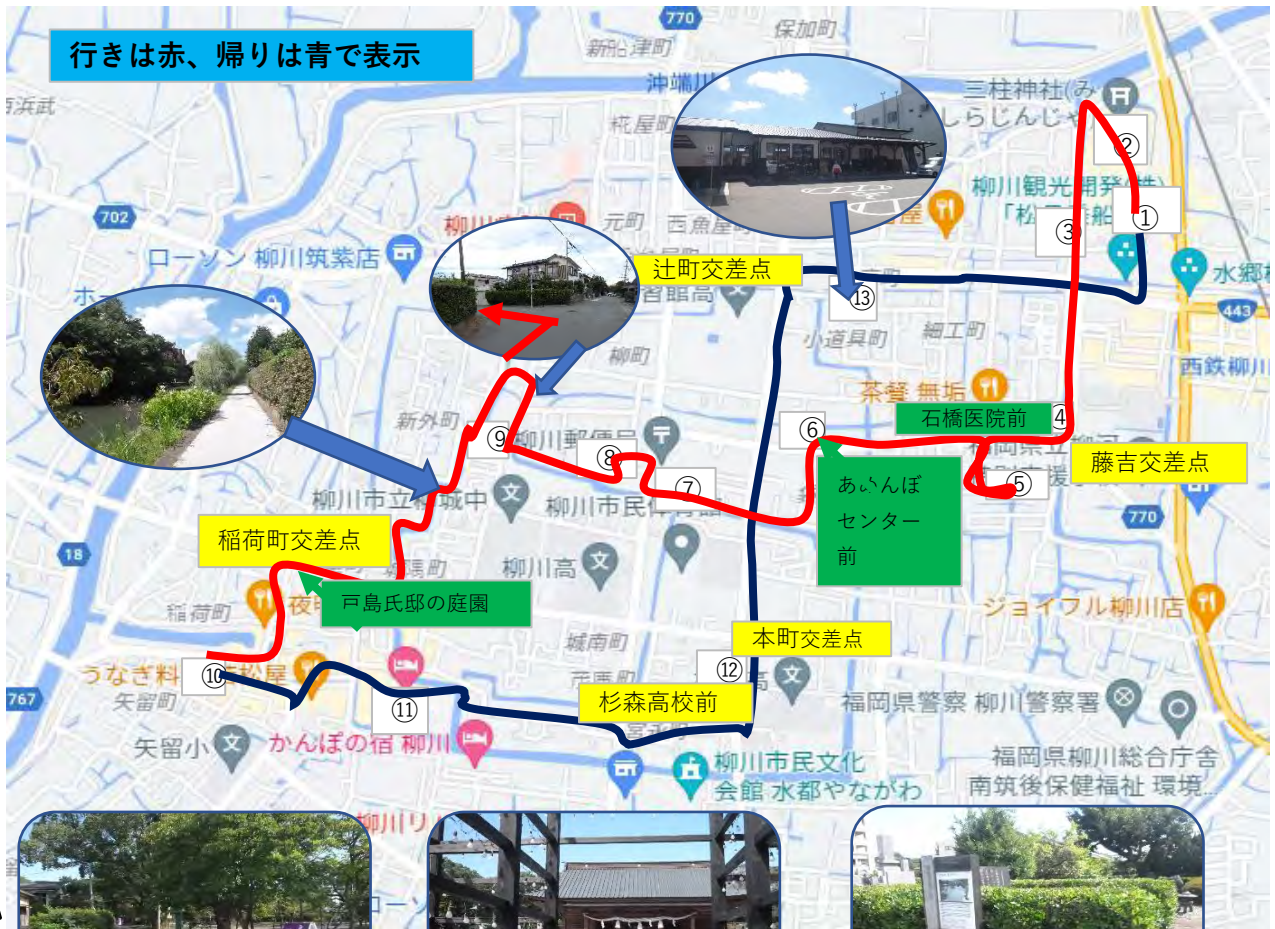 行きは赤、帰りは青で表示
770
保加町
新船津町
沖端川
三柱神社(み
しらじんじゃ
椛屋町
②
柳川観光開発(株)
①
③
702
元町
西魚屋町
ローソン 柳川筑紫店
辻町交差点
水郷
⑬
443
小道具町
細工町
柳町
西鉄柳川
茶餐 無垢
新外町
石橋医院前
④
⑥
⑨
柳川郵便局
⑧
藤吉交差点
⑤
⑦
あめんぼ
センター
前
柳川市民体育館
770
稲荷町交差点
18
柳川高
戸島氏邸の庭園
稲荷町
ジョイフル柳川店
城南町
本町交差点
うなぎ料
松屋
⑩
⑫
高
767
矢留町
⑪
杉森高校前
福岡県警察 柳川警察署
矢留小
かんぽの宿 柳川
柳川市民文化
会館 水都やながわ
福岡県柳川総合庁舎
南筑後保健福祉 環境...
柳川リ
ローソ